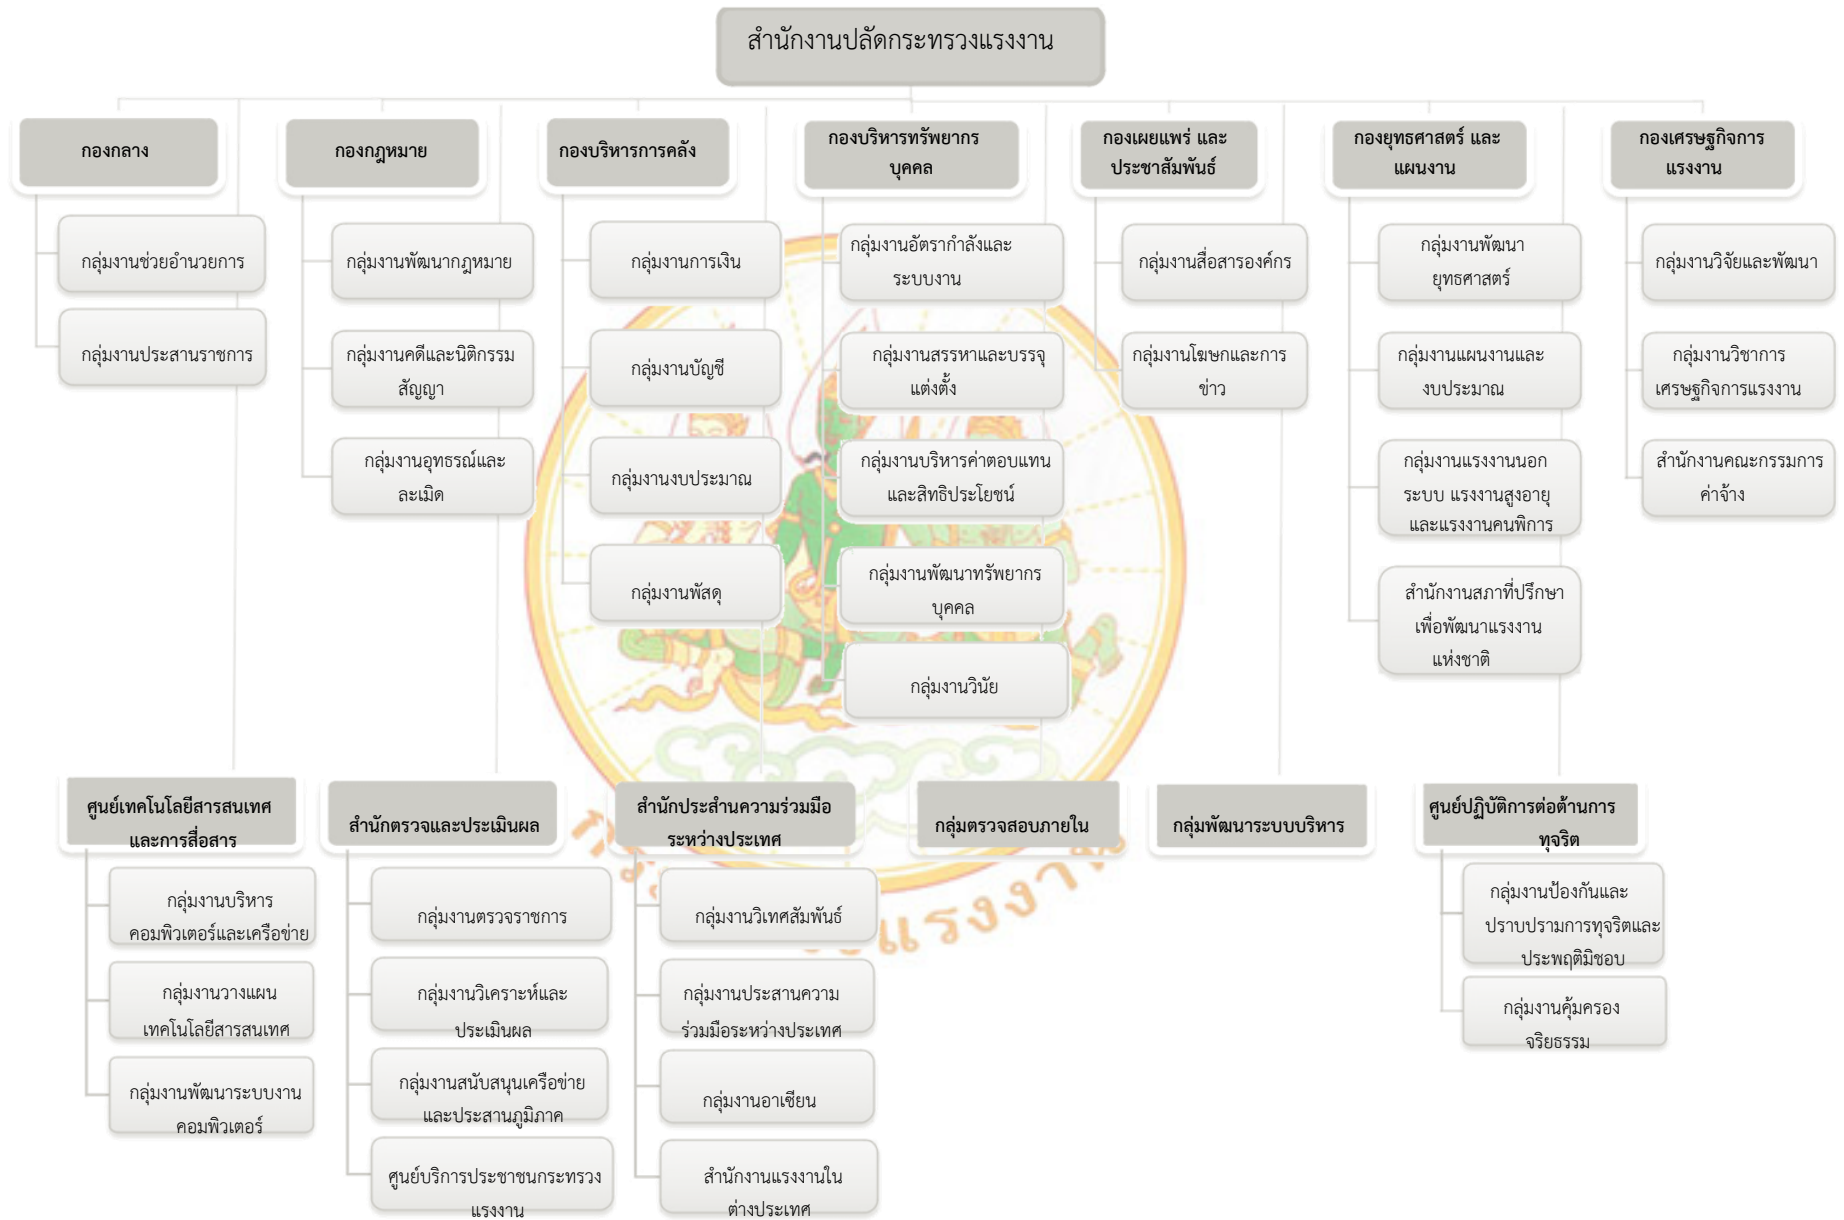 สำนักงานปลัดกระทรวงแรงงาน
กองกลาง
กลุ่มงานช่วยอำนวยการ
กลุ่มงานประสานราชการ
กองกฎหมาย
กลุ่มงานพัฒนากฎหมาย
กลุ่มงานคดีและนิติกรรม
สัญญา
กลุ่มงานอุทธรณ์และ
ละเมิด
กองบริหารการคลัง
กลุ่มงานการเงิน
กลุ่มงานบัญชี
กลุ่มงานงบประมาณ
กลุ่มงานพัสดุ
กองบริหารทรัพยากร
บุคคล
กลุ่มงานอัตรากำลังและ
ระบบงาน
กลุ่มงานสรรหาและบรรจุ
แต่งตั้ง
กลุ่มงานบริหารค่าตอบแทน
และสิทธิประโยชน์
กลุ่มงานพัฒนาทรัพยากร
บุคคล
กลุ่มงานวินัย
กองเผยแพร่ และ
ประชาสัมพันธ์
กลุ่มงานสื่อสารองค์กร
กลุ่มงานโฆษกและการ
ข่าว
กองยุทธศาสตร์ และ
แผนงาน
กลุ่มงานพัฒนา
ยุทธศาสตร์
กลุ่มงานแผนงานและ
งบประมาณ
กลุ่มงานแรงงานนอก
ระบบ แรงงานสูงอายุ
และแรงงานคนพิการ
สำนักงานสภาที่ปรึกษา
เพื่อพัฒนาแรงงาน
แห่งชาติ
กองเศรษฐกิจการ
แรงงาน
กลุ่มงานวิจัยและพัฒนา
กลุ่มงานวิชาการ
เศรษฐกิจการแรงงาน
สำนักงานคณะกรรมการ
ค่าจ้าง
ศูนย์เทคโนโลยีสารสนเทศ
และการสื่อสาร
กลุ่มงานบริหาร
คอมพิวเตอร์และเครือข่าย
กลุ่มงานวางแผน
เทคโนโลยีสารสนเทศ
กลุ่มงานพัฒนาระบบงาน
คอมพิวเตอร์
สำนักตรวจและประเมินผล
กลุ่มงานตรวจราชการ
กลุ่มงานวิเคราะห์และ
ประเมินผล
กลุ่มงานสนับสนุนเครือข่าย
และประสานภูมิภาค
ศูนย์บริการประชาชนกระทรวง
แรงงาน
สำนักประสำนความร่วมมือ
ระหว่างประเทศ
กลุ่มงานวิเทศสัมพันธ์
กลุ่มงานประสานความ
ร่วมมือระหว่างประเทศ
กลุ่มงานอาเซียน
สำนักงานแรงงานใน
ต่างประเทศ
กลุ่มตรวจสอบภายใน
กลุ่มพัฒนาระบบบริหาร
ศูนย์ปฏิบัติการต่อต้านการ
ทุจริต
กลุ่มงานป้องกันและ
ปราบปรามการทุจริตและ
ประพฤติมิชอบ
กลุ่มงานคุ้มครอง
จริยธรรม